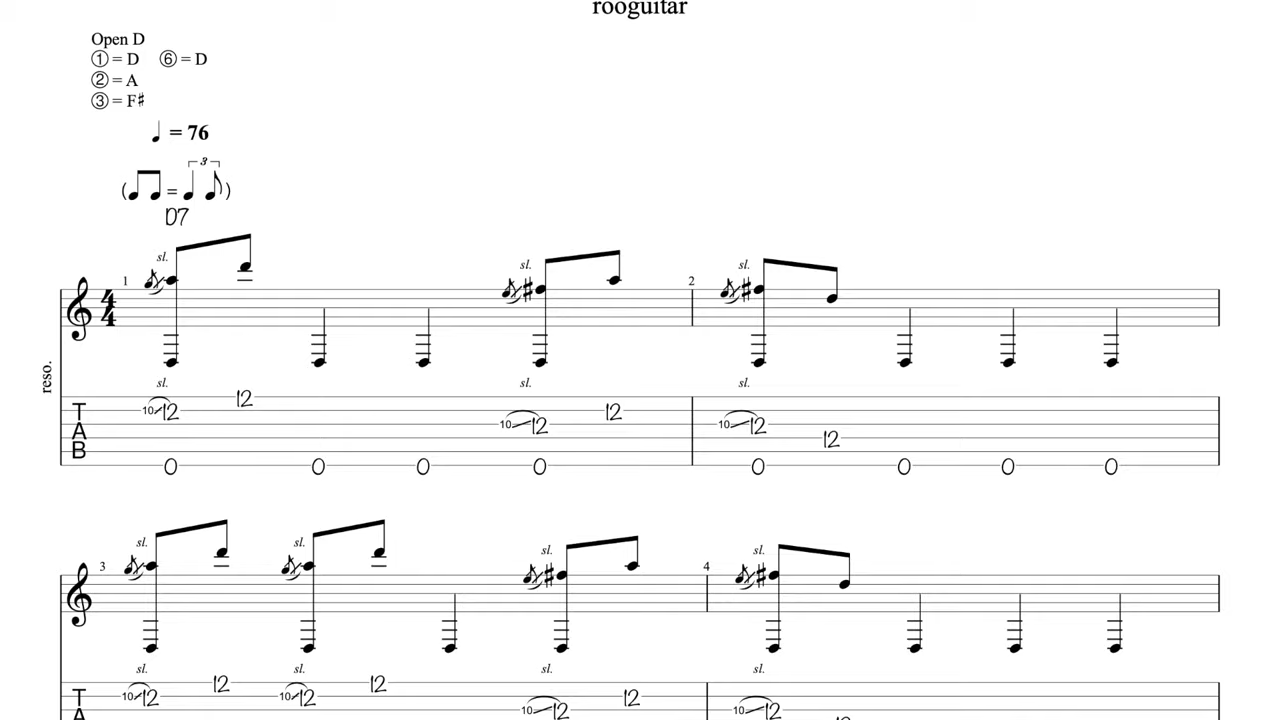 rooguitar
Open D
① = D ⑥ = D
② = A
③ = F♯
♩ = 76
3
( = )
D7
sl. sl. sl.
1 2
4
4
reso.
sl. sl. sl.
12
10 12 12
10 12 10 12
12
0 0 0 0 0 0 0 0
T
A
B
sl. sl. sl. sl.
3 4
sl. sl. sl. sl.
12 12
10 12 10 12 12
10 12 10 12
T